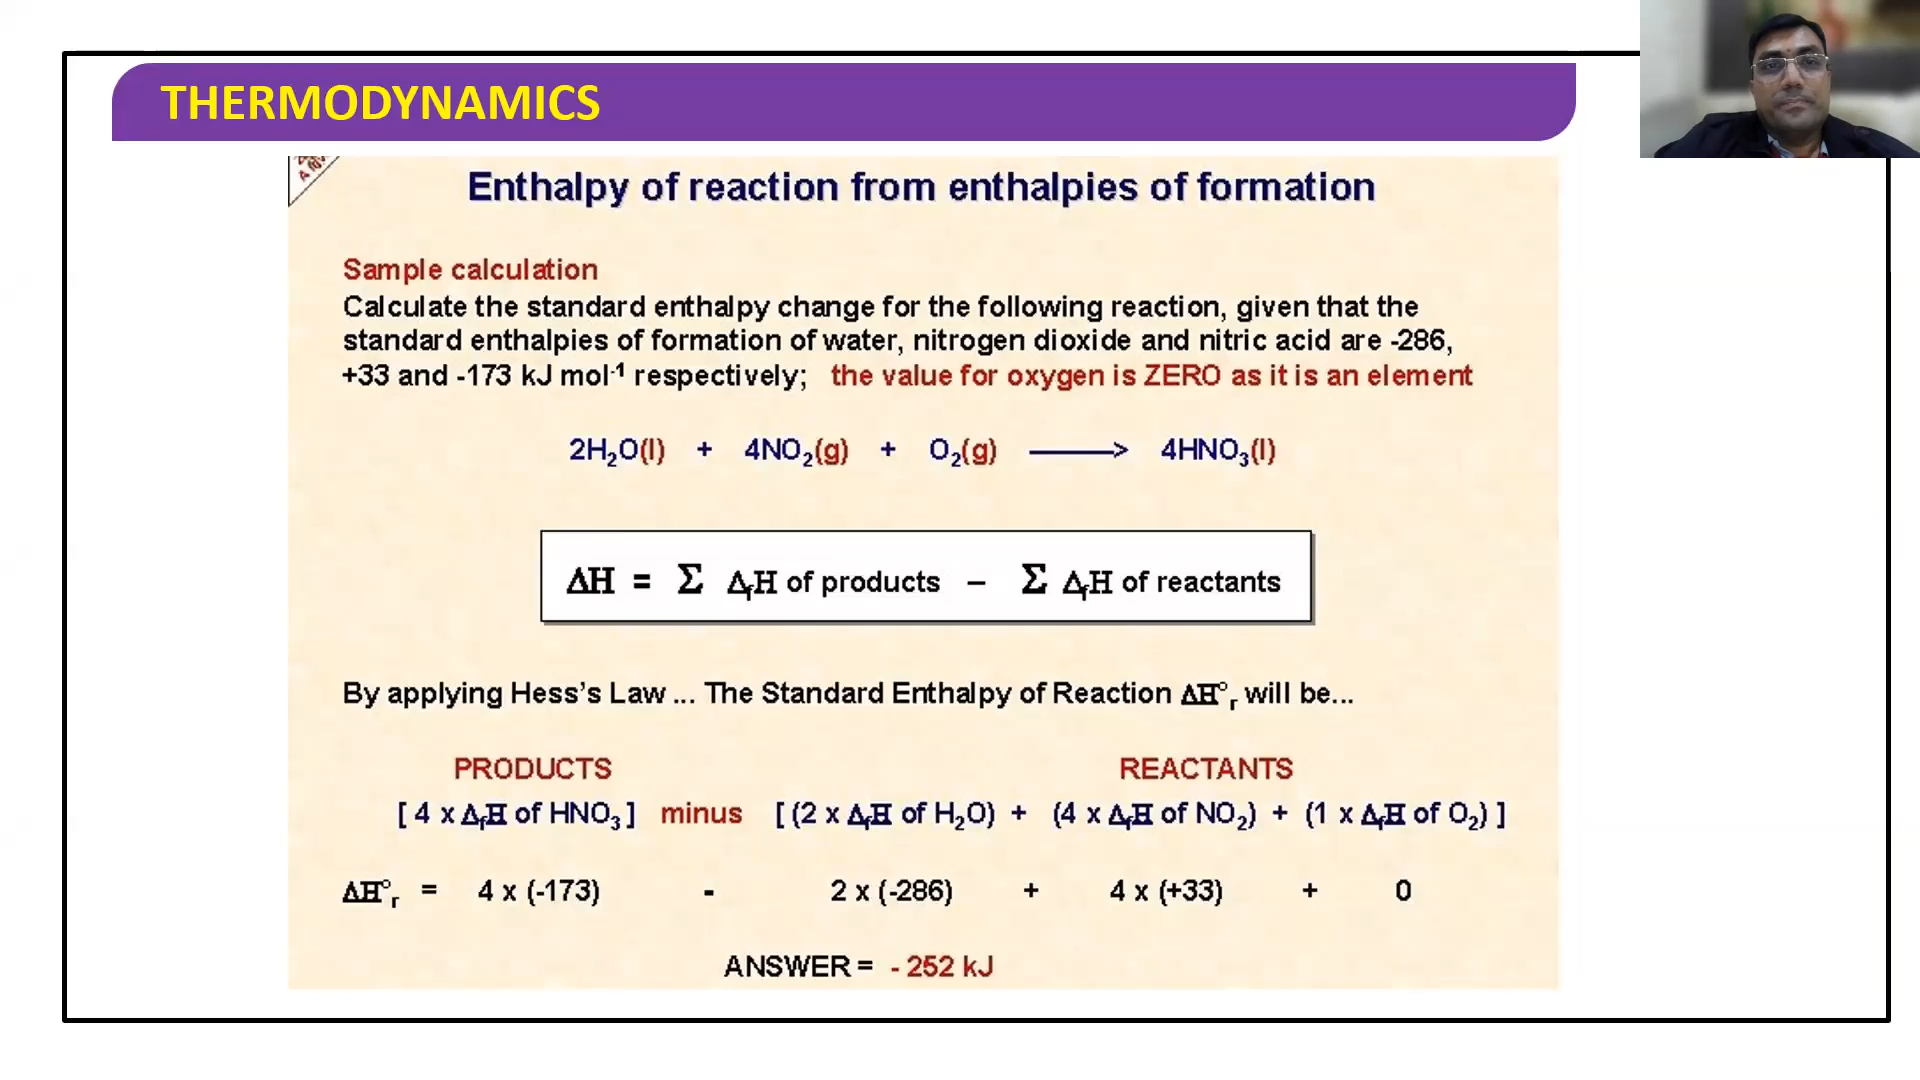 THERMODYNAMICS
Enthalpy of reaction from enthalpies of formation
Sample calculation
Calculate the standard enthalpy change for the following reaction, given that the
standard enthalpies of formation of water, nitrogen dioxide and nitric acid are -286,
+33 and -173 kJ mol⁻¹ respectively; the value for oxygen is ZERO as it is an element
2H₂O(l) + 4NO₂(g) + O₂(g) ——> 4HNO₃(l)
ΔH = Σ ΔfH of products – Σ ΔfH of reactants
By applying Hess’s Law ... The Standard Enthalpy of Reaction ΔH°r will be...
PRODUCTS REACTANTS
[ 4 x ΔfH of HNO₃ ] minus [ (2 x ΔfH of H₂O) + (4 x ΔfH of NO₂) + (1 x ΔfH of O₂) ]
ΔH°r = 4 x (-173) - 2 x (-286) + 4 x (+33) + 0
ANSWER = - 252 kJ